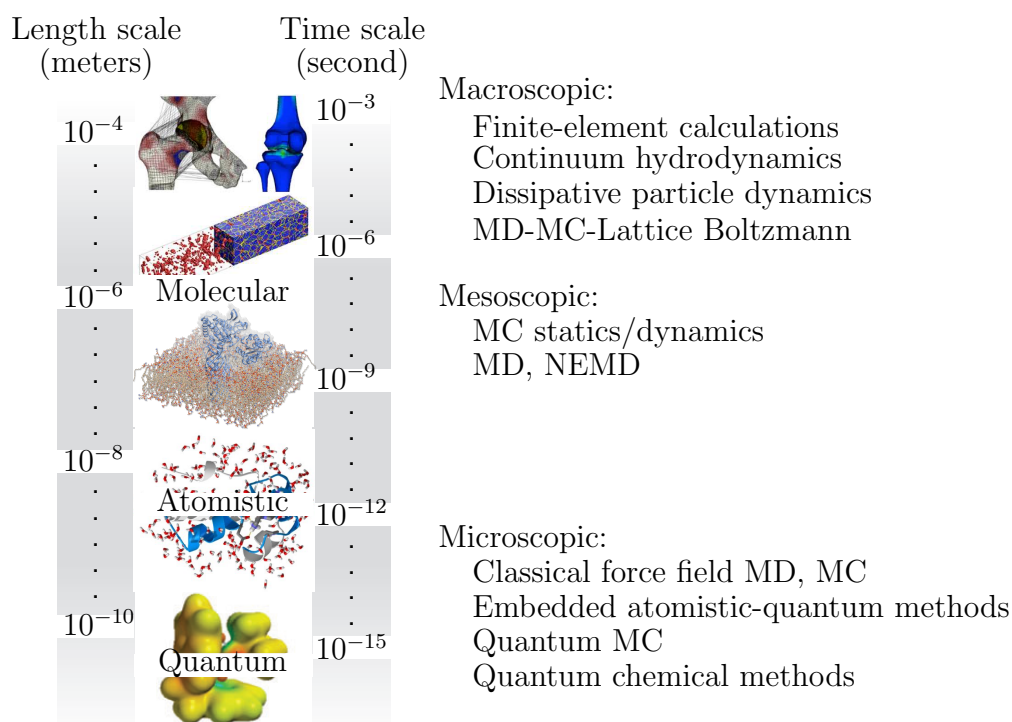 Length scale
(meters)
Time scale
(second)
10⁻³
10⁻⁴
10⁻⁶
10⁻⁶
Molecular
10⁻⁹
10⁻⁸
Atomistic
10⁻¹²
10⁻¹⁰
10⁻¹⁵
Quantum
Macroscopic:
Finite-element calculations
Continuum hydrodynamics
Dissipative particle dynamics
MD-MC-Lattice Boltzmann
Mesoscopic:
MC statics/dynamics
MD, NEMD
Microscopic:
Classical force field MD, MC
Embedded atomistic-quantum methods
Quantum MC
Quantum chemical methods